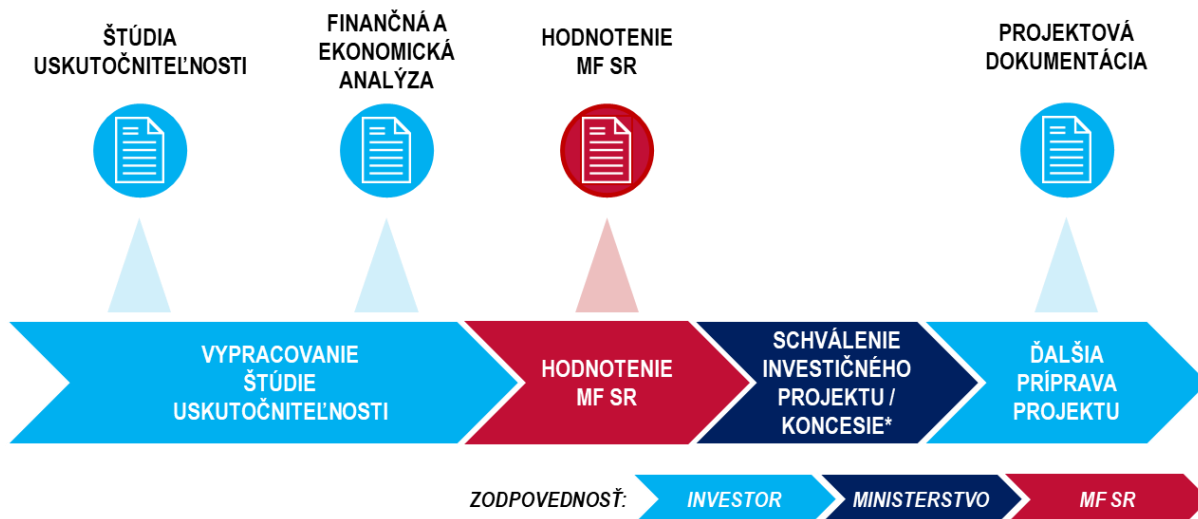 ŠTÚDIA
USKUTOČNITEĽNOSTI
FINANČNÁ A
EKONOMICKÁ
ANALÝZA
HODNOTENIE
MF SR
PROJEKTOVÁ
DOKUMENTÁCIA
VYPRACOVANIE
ŠTÚDIE
USKUTOČNITEĽNOSTI
HODNOTENIE
MF SR
SCHVÁLENIE
INVESTIČNÉHO
PROJEKTU /
KONCESIE*
ĎALŠIA
PRÍPRAVA
PROJEKTU
ZODPOVEDNOSŤ:
INVESTOR
MINISTERSTVO
MF SR